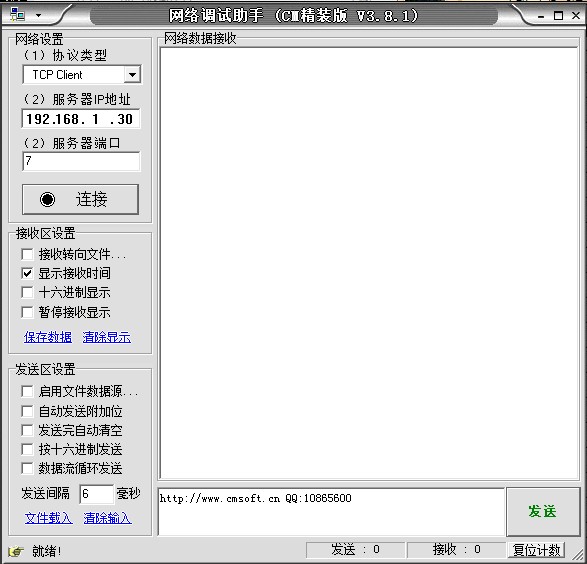 网络调试助手 (CM精装版 V3.8.1)
网络设置
(1) 协议类型
TCP Client
(2) 服务器IP地址
192.168. 1 .30
(2) 服务器端口
7
连接
接收区设置
接收转向文件...
显示接收时间
十六进制显示
暂停接收显示
保存数据 清除显示
发送区设置
启用文件数据源...
自动发送附加位
发送完自动清空
按十六进制发送
数据流循环发送
发送间隔 6 毫秒
文件载入 清除输入
网络数据接收
http://www.cmsoft.cn QQ:10865600
发送
就绪!
发送 : 0
接收 : 0
复位计数